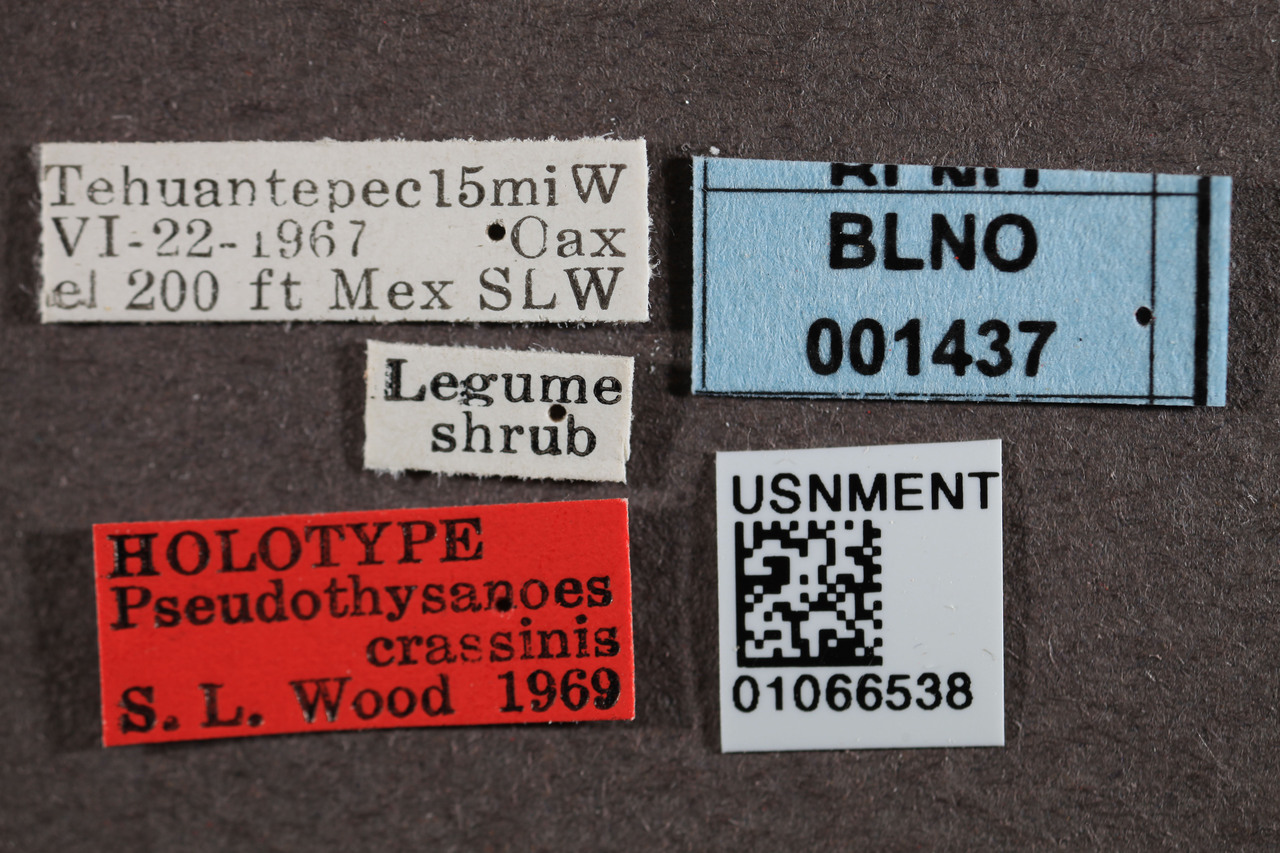 Tehuantepec15miW
VI-22-1967 Oax
el 200 ft Mex SLW
Legume
shrub
HOLOTYPE
Pseudothysanoes
crassinis
S. L. Wood 1969
BLNO
001437
USNMENT
01066538